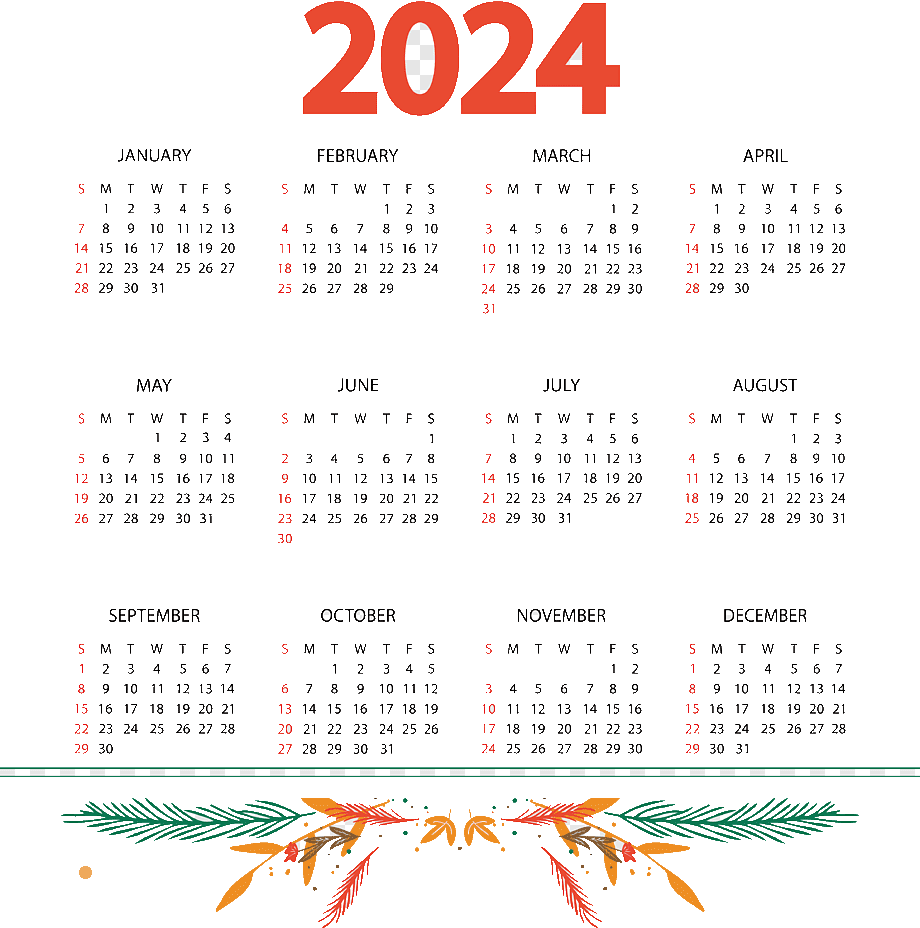 2024
JANUARY FEBRUARY MARCH APRIL
S M T W T F S S M T W T F S S M T W T F S S M T W T F S
1 2 3 4 5 6 1 2 3 1 2 1 2 3 4 5 6
7 8 9 10 11 12 13 4 5 6 7 8 9 10 3 4 5 6 7 8 9 7 8 9 10 11 12 13
14 15 16 17 18 19 20 11 12 13 14 15 16 17 10 11 12 13 14 15 16 14 15 16 17 18 19 20
21 22 23 24 25 26 27 18 19 20 21 22 23 24 17 18 19 20 21 22 23 21 22 23 24 25 26 27
28 29 30 31 25 26 27 28 29 24 25 26 27 28 29 30 28 29 30
31
MAY JUNE JULY AUGUST
S M T W T F S S M T W T F S S M T W T F S S M T W T F S
1 2 3 4 1 1 2 3 4 5 6 1 2 3
5 6 7 8 9 10 11 2 3 4 5 6 7 8 7 8 9 10 11 12 13 4 5 6 7 8 9 10
12 13 14 15 16 17 18 9 10 11 12 13 14 15 14 15 16 17 18 19 20 11 12 13 14 15 16 17
19 20 21 22 23 24 25 16 17 18 19 20 21 22 21 22 23 24 25 26 27 18 19 20 21 22 23 24
26 27 28 29 30 31 23 24 25 26 27 28 29 28 29 30 31 25 26 27 28 29 30 31
30
SEPTEMBER OCTOBER NOVEMBER DECEMBER
S M T W T F S S M T W T F S S M T W T F S S M T W T F S
1 2 3 4 5 6 7 1 2 3 4 5 1 2 1 2 3 4 5 6 7
8 9 10 11 12 13 14 6 7 8 9 10 11 12 3 4 5 6 7 8 9 8 9 10 11 12 13 14
15 16 17 18 19 20 21 13 14 15 16 17 18 19 10 11 12 13 14 15 16 15 16 17 18 19 20 21
22 23 24 25 26 27 28 20 21 22 23 24 25 26 17 18 19 20 21 22 23 22 23 24 25 26 27 28
29 30 27 28 29 30 31 24 25 26 27 28 29 30 29 30 31